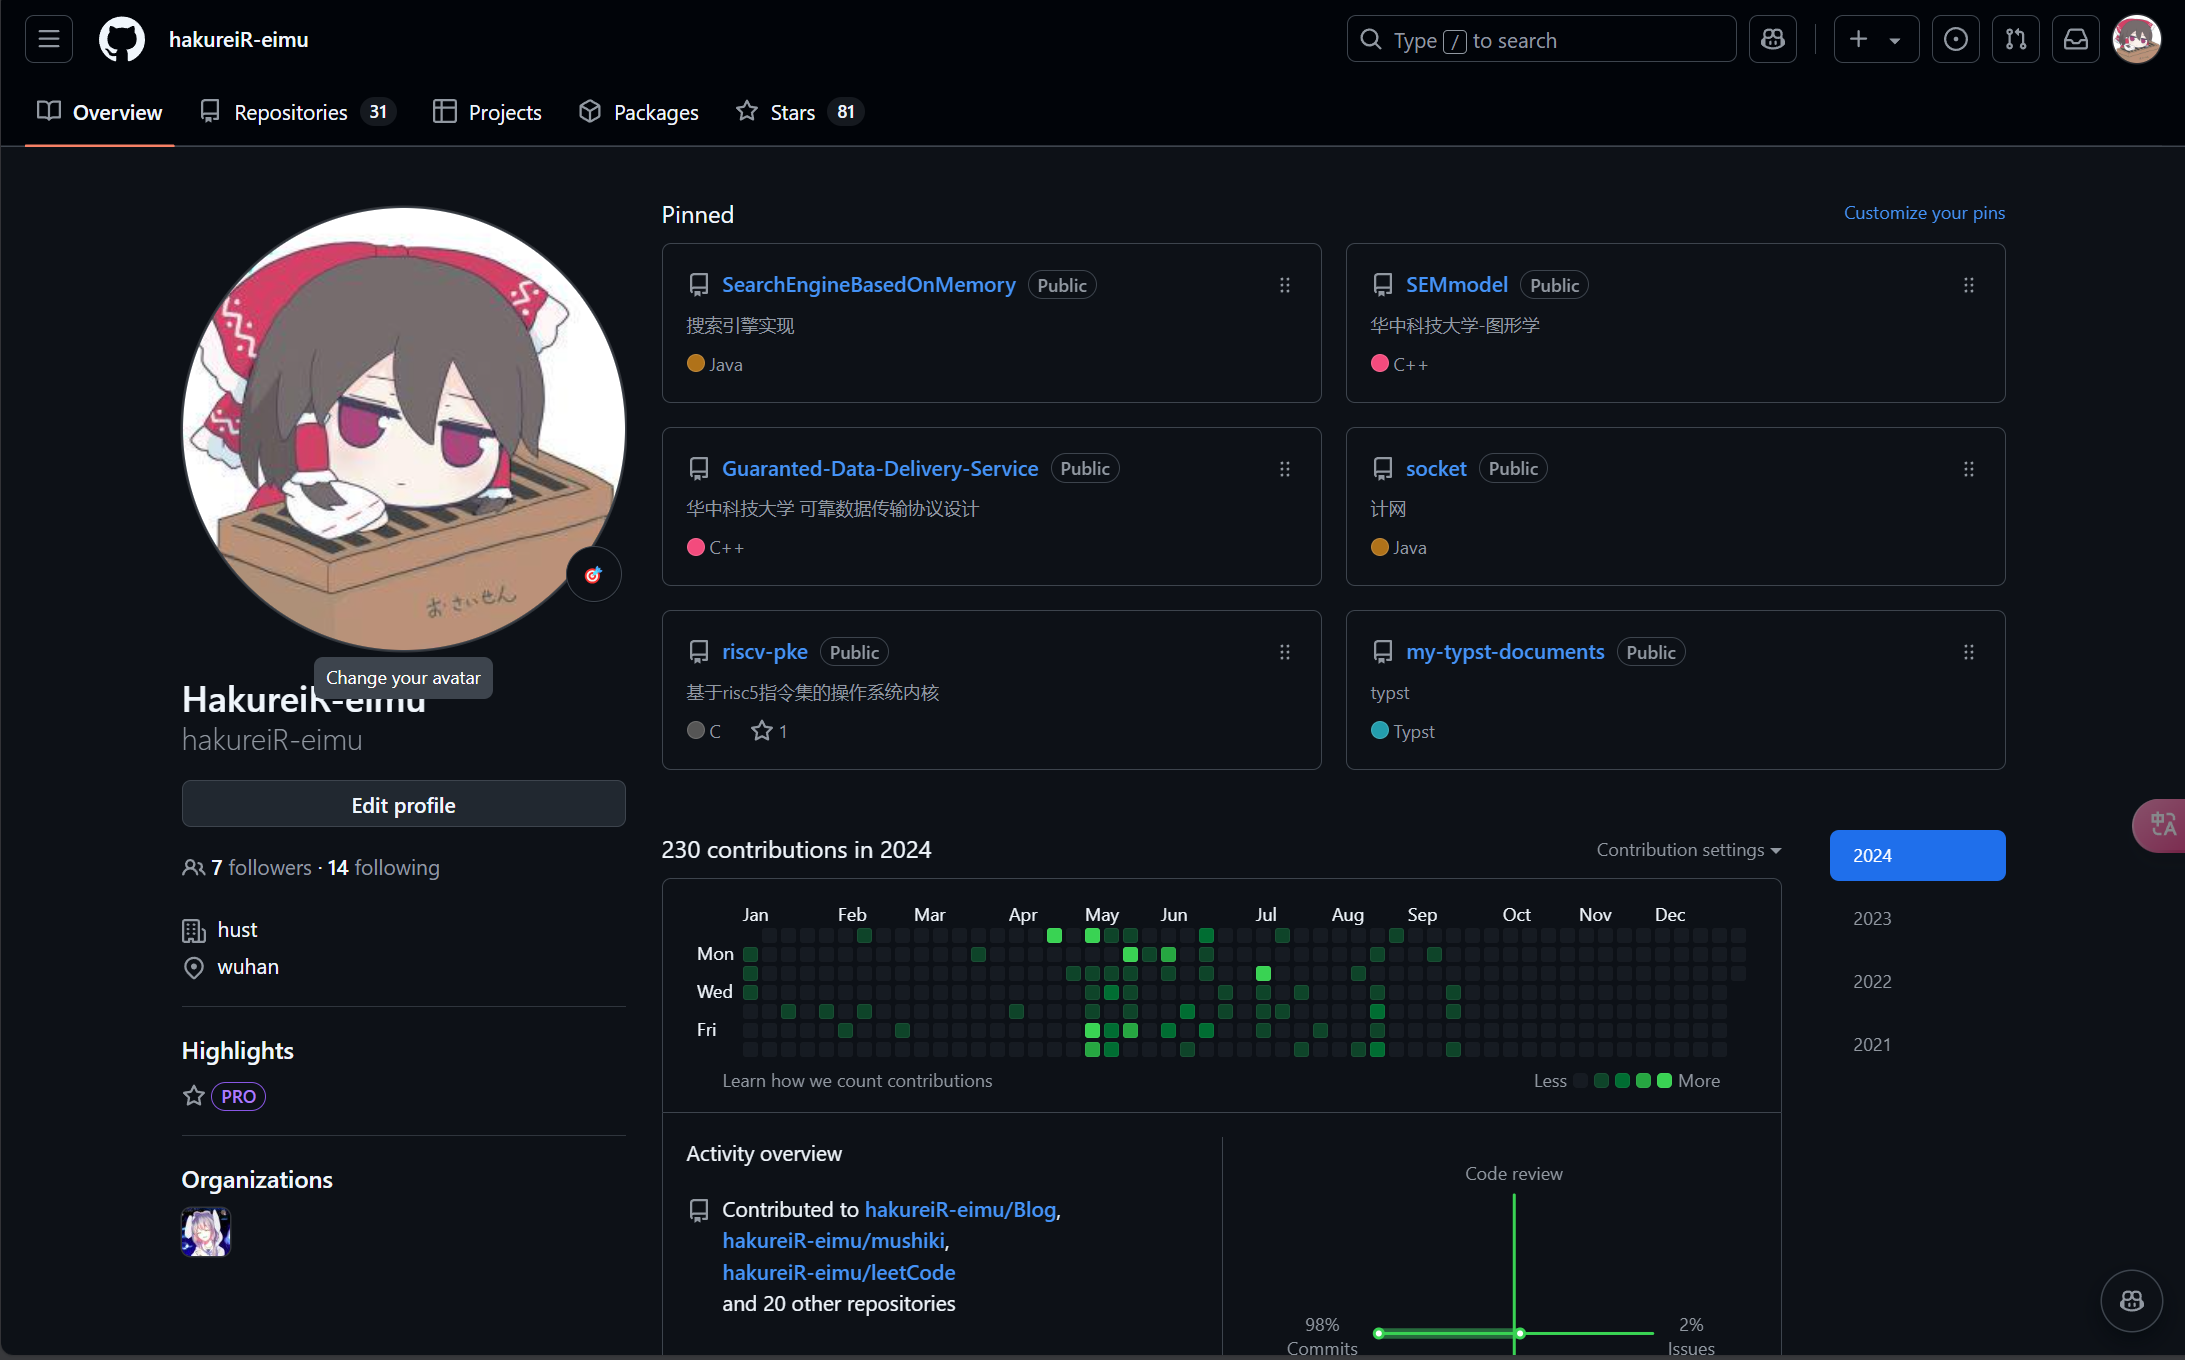 hakureiR-eimu
Type / to search
Overview
Repositories 31
Projects
Packages
Stars 81
おさいせん
Change your avatar
HakureiR-eimu
hakureiR-eimu
Edit profile
7 followers · 14 following
hust
wuhan
Highlights
PRO
Organizations
Pinned
Customize your pins
SearchEngineBasedOnMemory Public
搜索引擎实现
Java
SEMmodel Public
华中科技大学-图形学
C++
Guaranted-Data-Delivery-Service Public
华中科技大学 可靠数据传输协议设计
C++
socket Public
计网
Java
riscv-pke Public
基于risc5指令集的操作系统内核
C 1
my-typst-documents Public
typst
Typst
230 contributions in 2024
Contribution settings
Jan Feb Mar Apr May Jun Jul Aug Sep Oct Nov Dec
Mon
Wed
Fri
Learn how we count contributions
Less More
2024
2023
2022
2021
Activity overview
Contributed to hakureiR-eimu/Blog,
hakureiR-eimu/mushiki,
hakureiR-eimu/leetCode
and 20 other repositories
Code review
98%
Commits
2%
Issues
中A